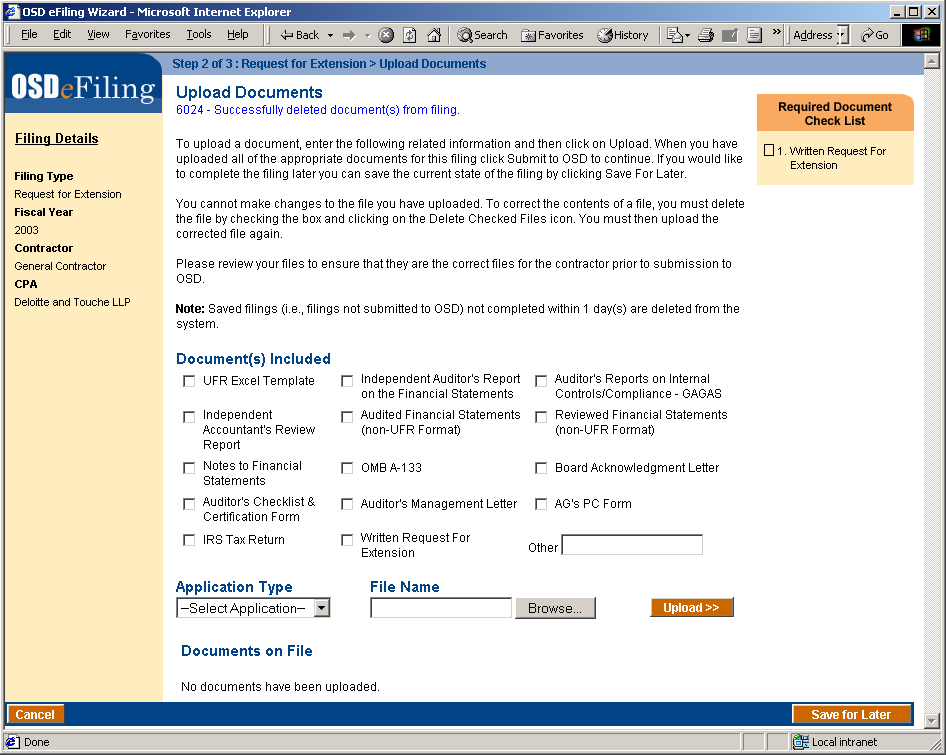 OSD eFiling Wizard - Microsoft Internet Explorer
File Edit View Favorites Tools Help Back Search Favorites History » Address Go
OSDeFiling
Step 2 of 3 : Request for Extension > Upload Documents
Filing Details
Filing Type
Request for Extension
Fiscal Year
2003
Contractor
General Contractor
CPA
Deloitte and Touche LLP
Upload Documents
6024 - Successfully deleted document(s) from filing.
To upload a document, enter the following related information and then click on Upload. When you have
uploaded all of the appropriate documents for this filing click Submit to OSD to continue. If you would like
to complete the filing later you can save the current state of the filing by clicking Save For Later.
You cannot make changes to the file you have uploaded. To correct the contents of a file, you must delete
the file by checking the box and clicking on the Delete Checked Files icon. You must then upload the
corrected file again.
Please review your files to ensure that they are the correct files for the contractor prior to submission to
OSD.
Note: Saved filings (i.e., filings not submitted to OSD) not completed within 1 day(s) are deleted from the
system.
Required Document
Check List
1. Written Request For
Extension
Document(s) Included
UFR Excel Template
Independent Auditor's Report
on the Financial Statements
Auditor's Reports on Internal
Controls/Compliance - GAGAS
Independent
Accountant's Review
Report
Audited Financial Statements
(non-UFR Format)
Reviewed Financial Statements
(non-UFR Format)
Notes to Financial
Statements
OMB A-133
Board Acknowledgment Letter
Auditor's Checklist &
Certification Form
Auditor's Management Letter
AG's PC Form
IRS Tax Return
Written Request For
Extension
Other
Application Type
--Select Application--
File Name
Browse...
Upload >>
Documents on File
No documents have been uploaded.
Cancel
Save for Later
Done
Local intranet